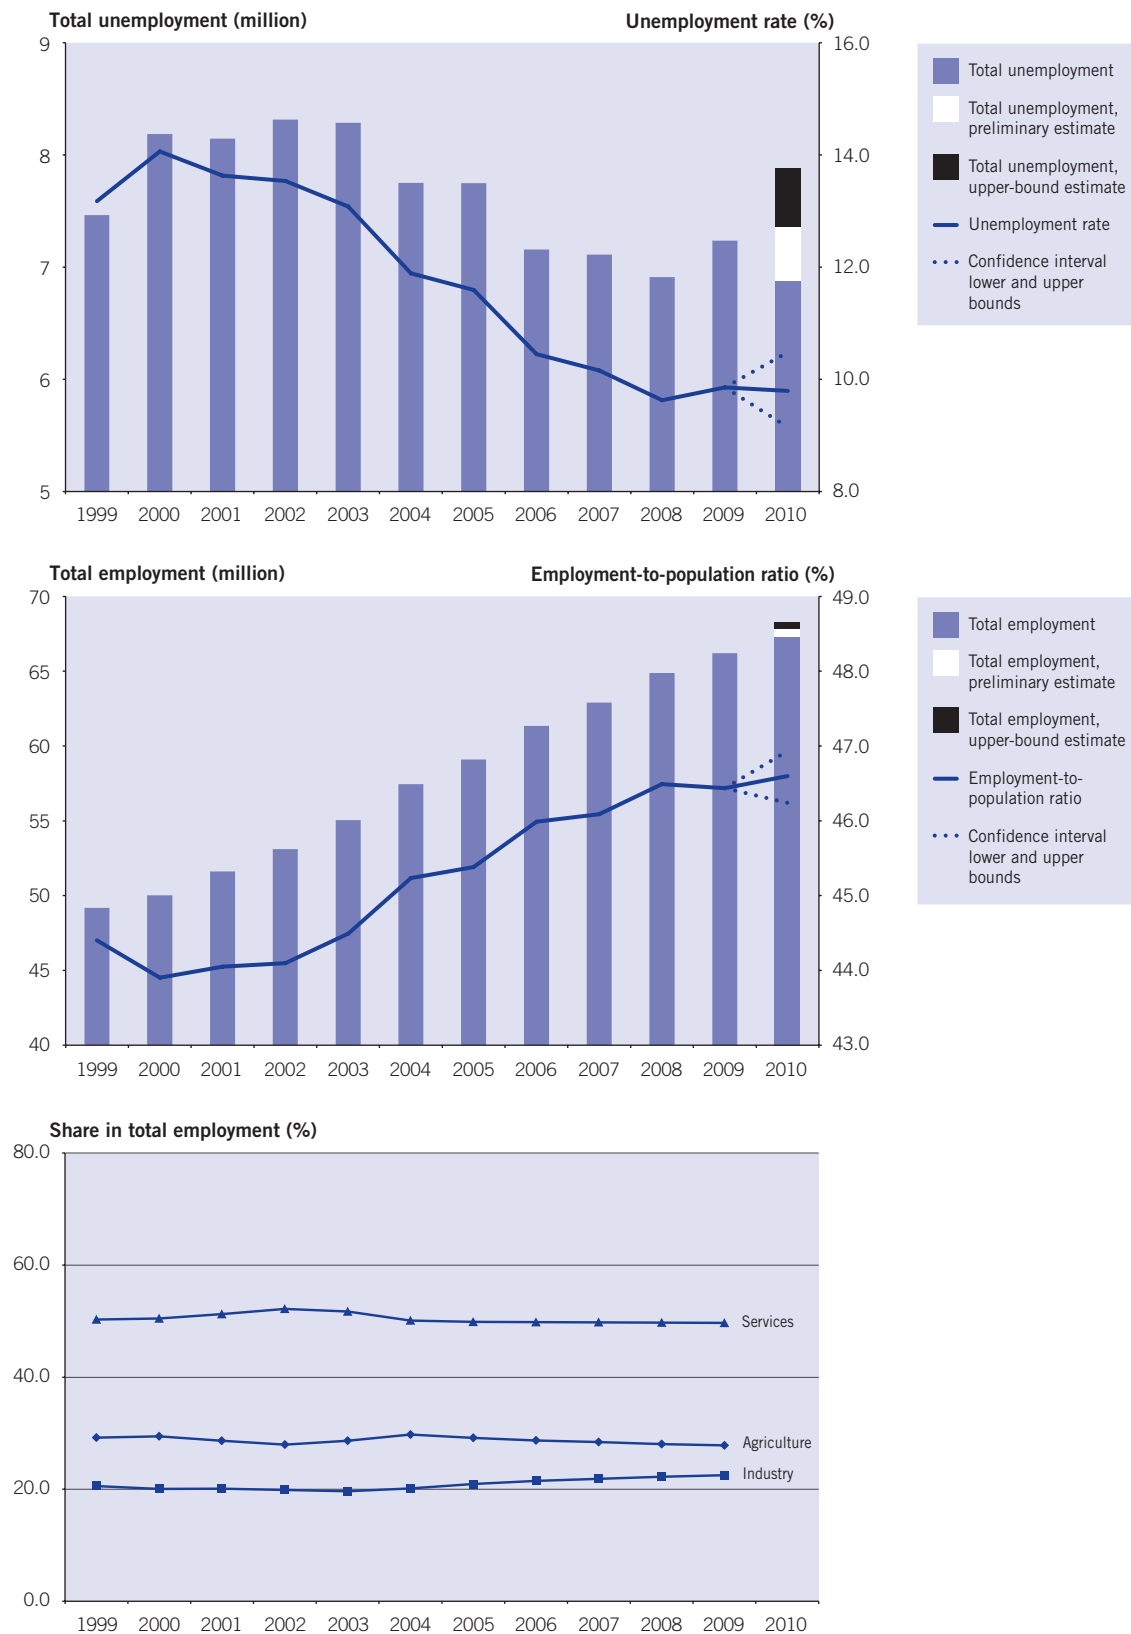 Total unemployment (million)
Unemployment rate (%)
9
8
7
6
5
16.0
14.0
12.0
10.0
8.0
1999 2000 2001 2002 2003 2004 2005 2006 2007 2008 2009 2010
Total unemployment
Total unemployment,
preliminary estimate
Total unemployment,
upper-bound estimate
Unemployment rate
Confidence interval
lower and upper
bounds
Total employment (million)
Employment-to-population ratio (%)
70
65
60
55
50
45
40
49.0
48.0
47.0
46.0
45.0
44.0
43.0
1999 2000 2001 2002 2003 2004 2005 2006 2007 2008 2009 2010
Total employment
Total employment,
preliminary estimate
Total employment,
upper-bound estimate
Employment-to-
population ratio
Confidence interval
lower and upper
bounds
Share in total employment (%)
80.0
60.0
40.0
20.0
0.0
Services
Agriculture
Industry
1999 2000 2001 2002 2003 2004 2005 2006 2007 2008 2009 2010